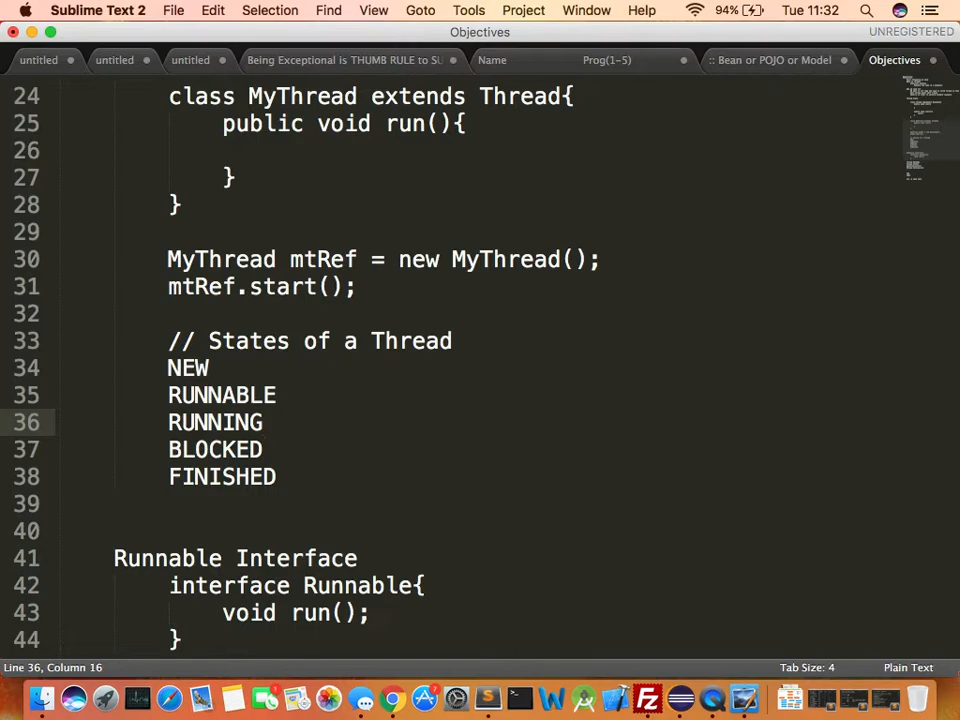 Sublime Text 2 File Edit Selection Find View Goto Tools Project Window Help 94% Tue 11:32
Objectives UNREGISTERED
untitled untitled untitled Being Exceptional is THUMB RULE to SU Name Prog(1-5) :: Bean or POJO or Model Objectives
24 class MyThread extends Thread{
25 public void run(){
26
27 }
28 }
29
30 MyThread mtRef = new MyThread();
31 mtRef.start();
32
33 // States of a Thread
34 NEW
35 RUNNABLE
36 RUNNING
37 BLOCKED
38 FINISHED
39
40
41 Runnable Interface
42 interface Runnable{
43 void run();
44 }
Line 36, Column 16 Tab Size: 4 Plain Text